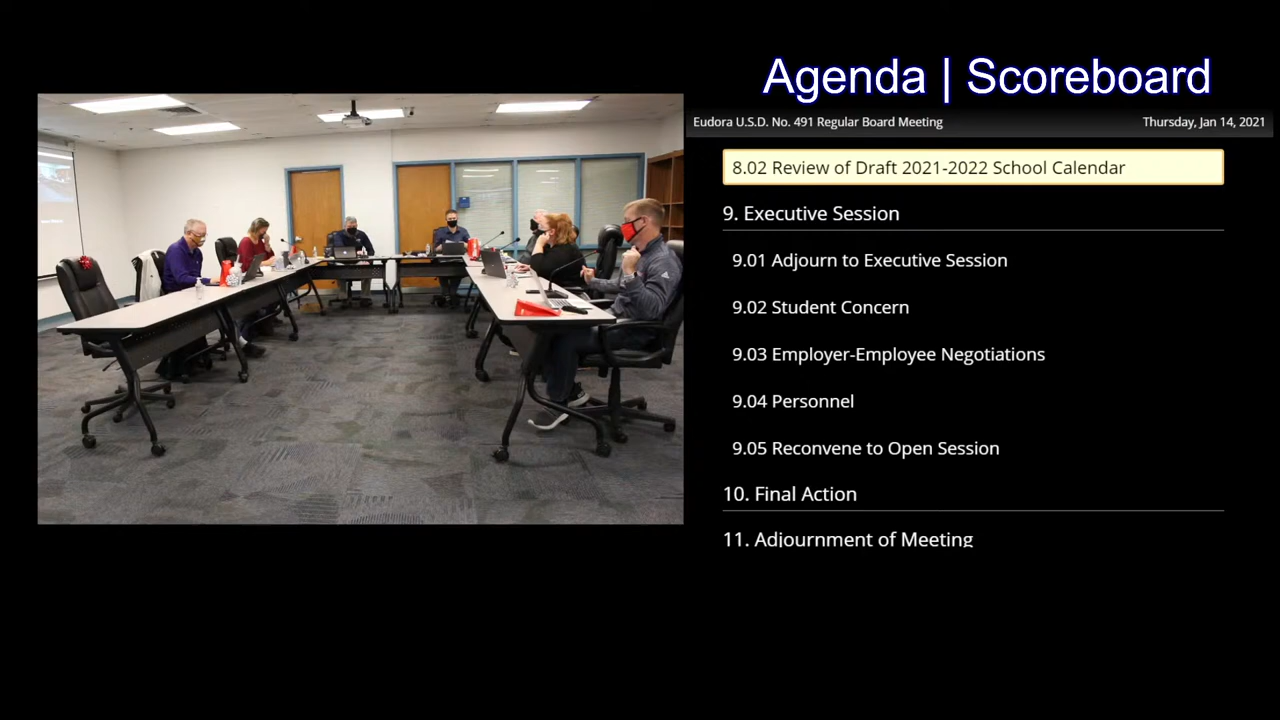 Agenda | Scoreboard
Eudora U.S.D. No. 491 Regular Board Meeting Thursday, Jan 14, 2021
8.02 Review of Draft 2021-2022 School Calendar
9. Executive Session
9.01 Adjourn to Executive Session
9.02 Student Concern
9.03 Employer-Employee Negotiations
9.04 Personnel
9.05 Reconvene to Open Session
10. Final Action
11. Adjournment of Meeting